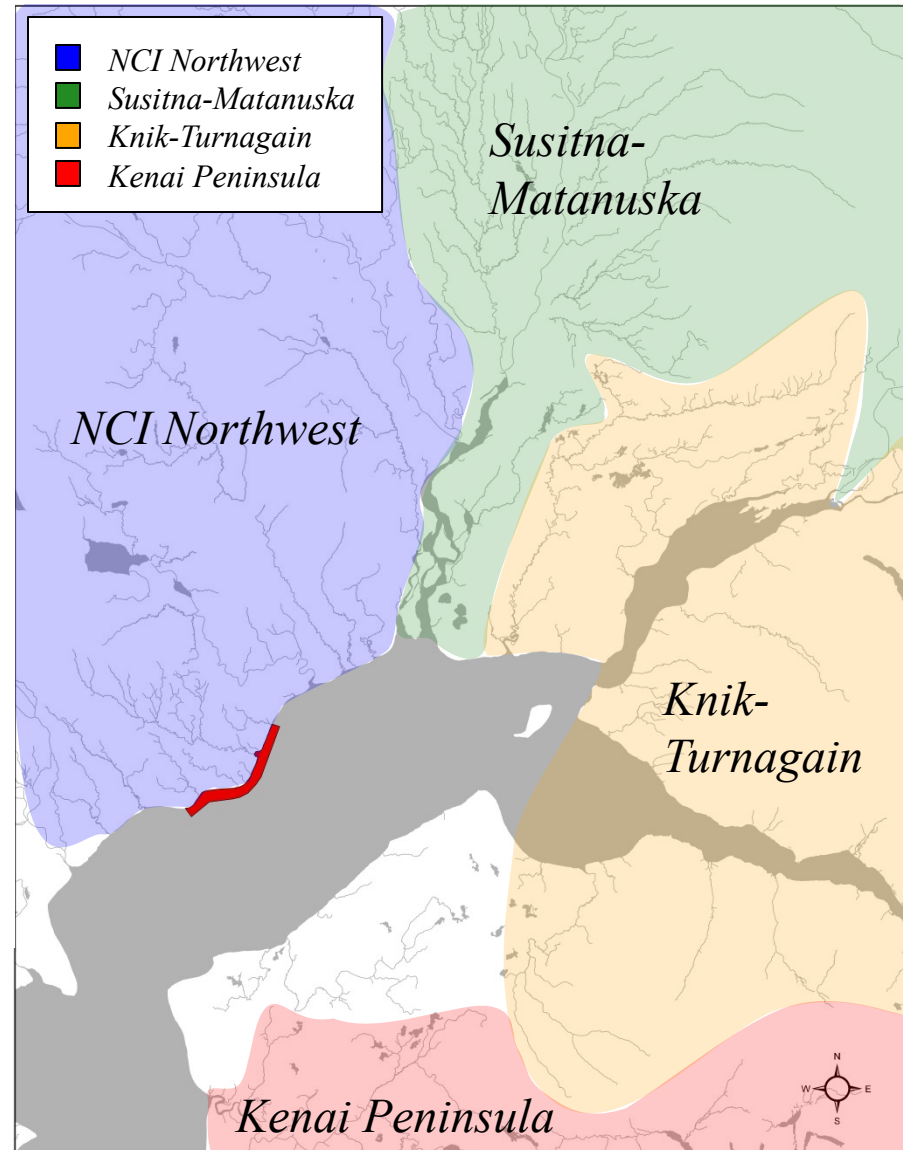 NCI Northwest
Susitna-Matanuska
Knik-Turnagain
Kenai Peninsula
Susitna-
Matanuska
NCI Northwest
Knik-
Turnagain
Kenai Peninsula
N
W
E
S